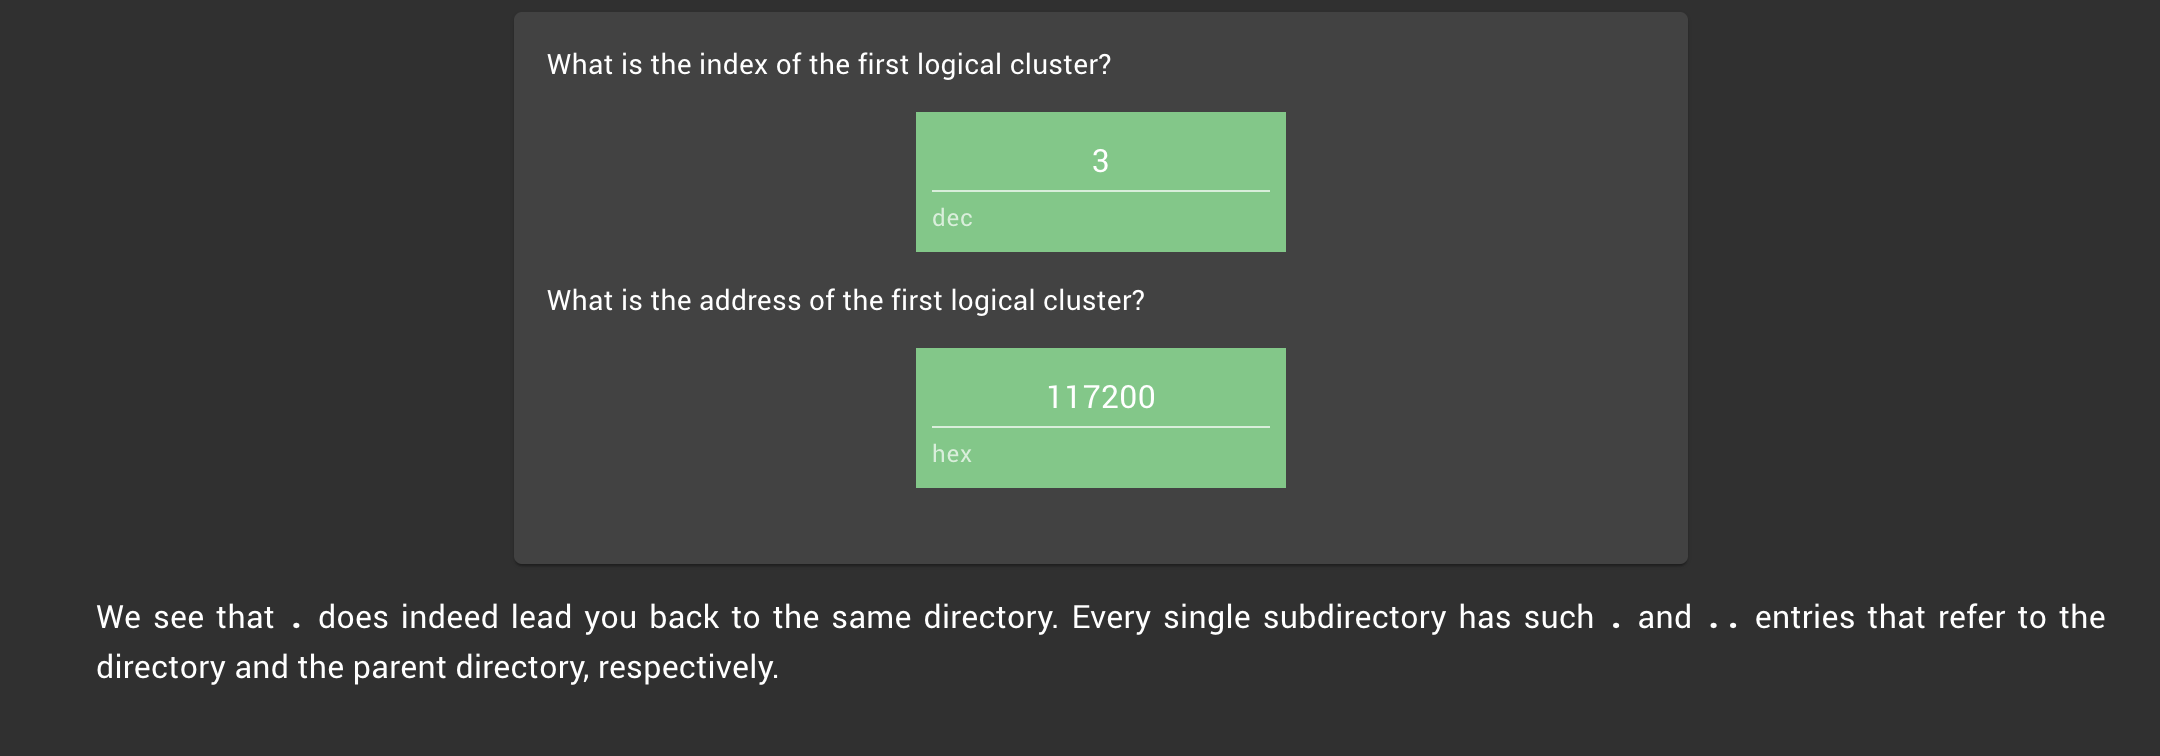 What is the index of the first logical cluster?
3
dec
What is the address of the first logical cluster?
117200
hex
We see that . does indeed lead you back to the same directory. Every single subdirectory has such . and .. entries that refer to the
directory and the parent directory, respectively.